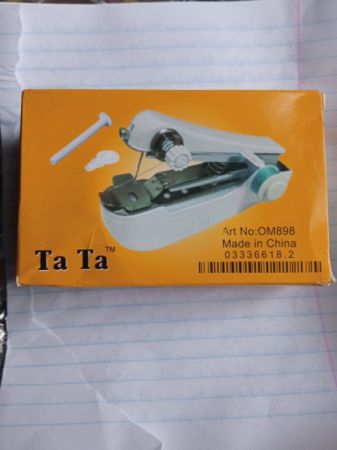 Ta Ta™
Art No:OM898
Made in China
03336618.2